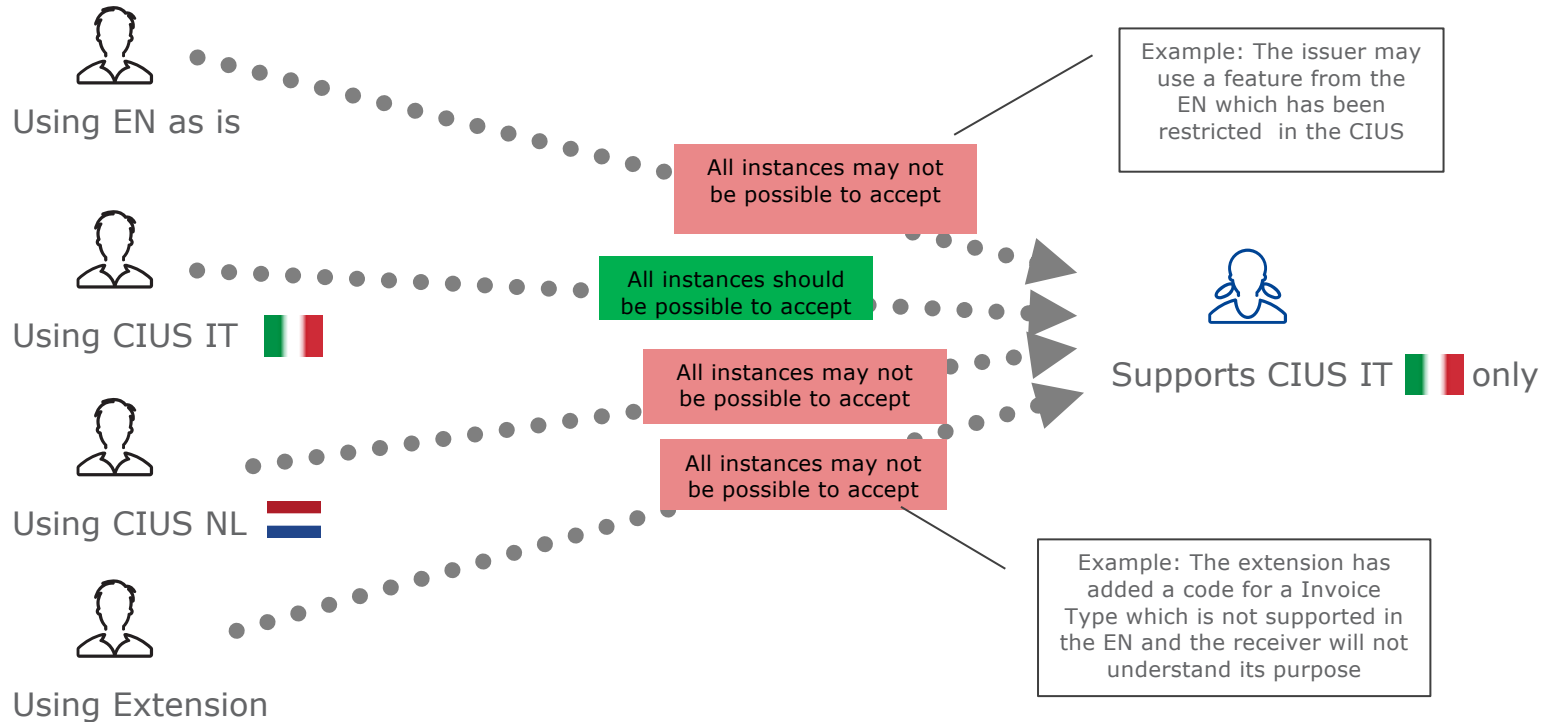 Using EN as is
Example: The issuer may
use a feature from the
EN which has been
restricted in the CIUS
All instances may not
be possible to accept
Using CIUS IT
All instances should
be possible to accept
Supports CIUS IT only
All instances may not
be possible to accept
Using CIUS NL
All instances may not
be possible to accept
Example: The extension has
added a code for a Invoice
Type which is not supported in
the EN and the receiver will not
understand its purpose
Using Extension